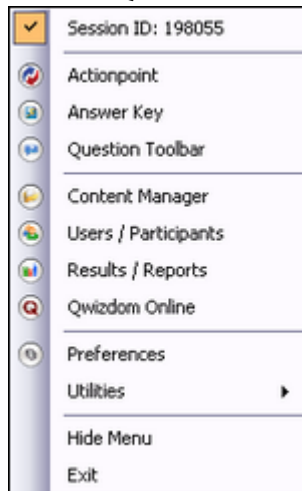 Session ID: 198055
Actionpoint
Answer Key
Question Toolbar
Content Manager
Users / Participants
Results / Reports
Qwizdom Online
Preferences
Utilities
Hide Menu
Exit